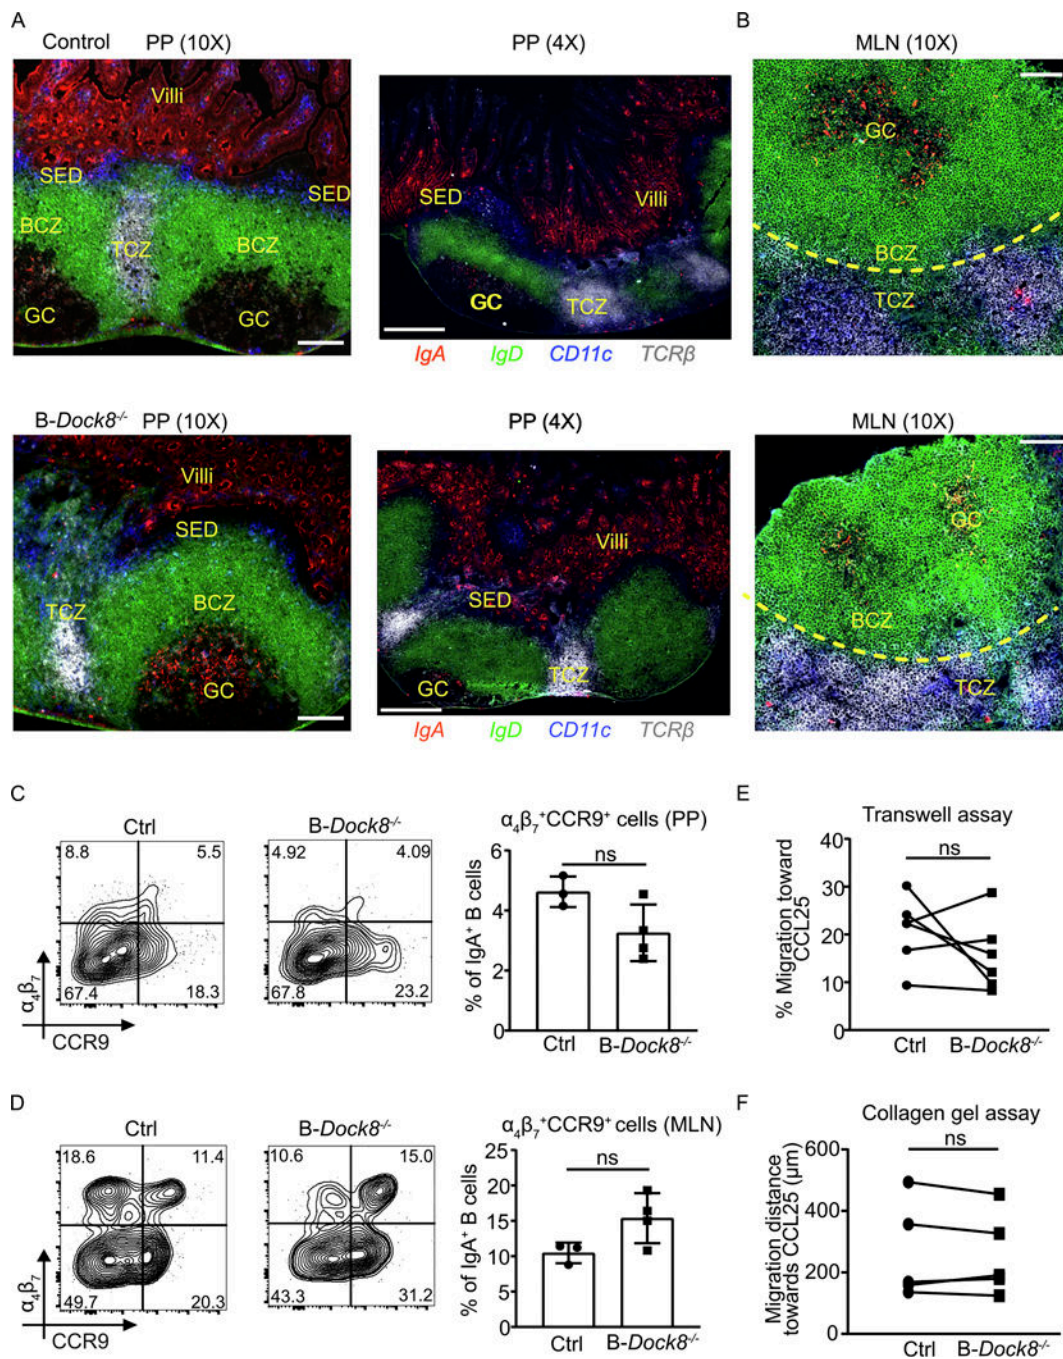 A
B
Control PP (10X)
PP (4X)
MLN (10X)
Villi
SED
SED
BCZ
TCZ
BCZ
GC
GC
SED
Villi
GC
TCZ
GC
BCZ
TCZ
IgA IgD CD11c TCRβ
B-Dock8-/- PP (10X)
PP (4X)
MLN (10X)
Villi
SED
BCZ
TCZ
GC
Villi
SED
GC
TCZ
GC
BCZ
TCZ
IgA IgD CD11c TCRβ
C
Ctrl
8.8 5.5
67.4 18.3
B-Dock8-/-
4.92 4.09
67.8 23.2
α4β7
CCR9
α4β7+CCR9+ cells (PP)
ns
% of IgA+ B cells
6
4
2
0
Ctrl B-Dock8-/-
E
Transwell assay
ns
% Migration toward
CCL25
40
30
20
10
0
Ctrl B-Dock8-/-
D
Ctrl
18.6 11.4
49.7 20.3
B-Dock8-/-
10.6 15.0
43.3 31.2
α4β7
CCR9
α4β7+CCR9+ cells (MLN)
ns
% of IgA+ B cells
25
20
15
10
5
0
Ctrl B-Dock8-/-
F
Collagen gel assay
ns
Migration distance
towards CCL25 (μm)
600
400
200
0
Ctrl B-Dock8-/-